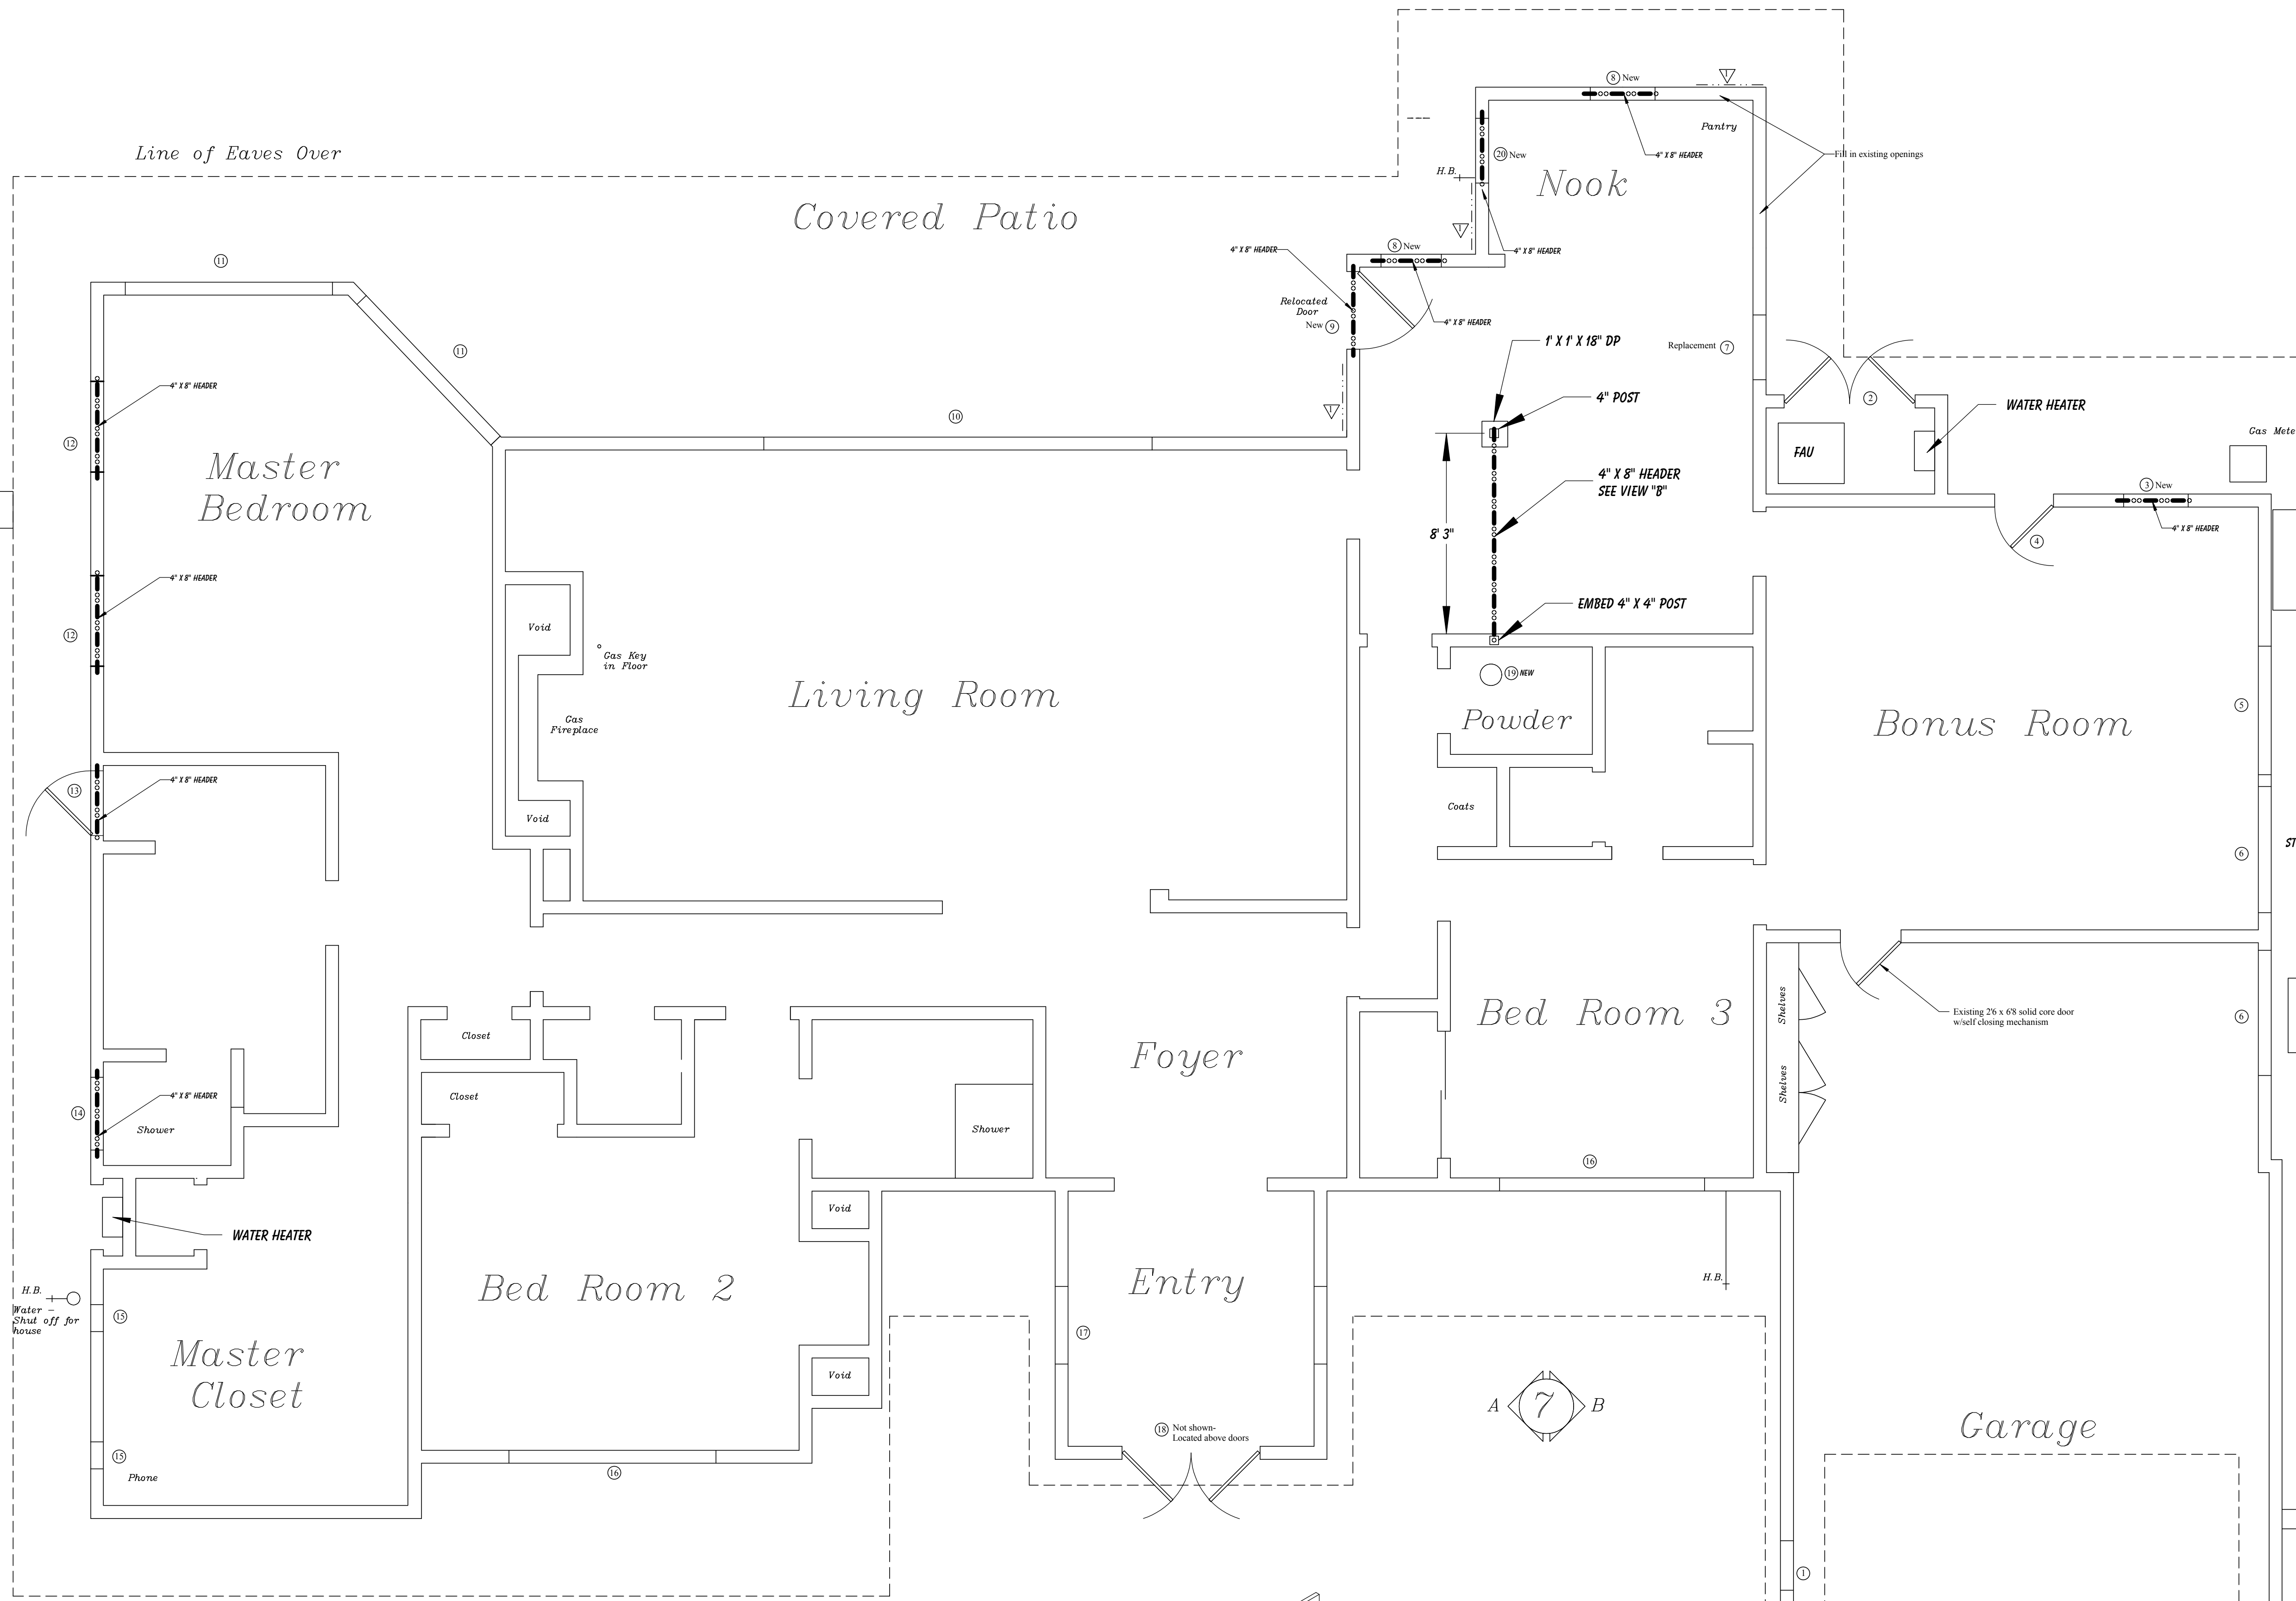 8 New
1
Pantry
Line of Eaves Over
4" X 8" HEADER
Fill in existing openings
20 New
H.B.
Nook
Covered Patio
1
8 New
4" X 8" HEADER
4" X 8" HEADER
11
Relocated
Door
New 9
4" X 8" HEADER
1' X 1' X 18" DP
Replacement 7
11
4" X 8" HEADER
4" POST
2
WATER HEATER
1
10
Gas Mete
12
Master
Bedroom
FAU
4" X 8" HEADER
SEE VIEW "B"
3 New
4" X 8" HEADER
8' 3"
4
4" X 8" HEADER
EMBED 4" X 4" POST
12
Void
Gas Key
in Floor
19 NEW
Living Room
Powder
5
Bonus Room
Gas
Fireplace
13
4" X 8" HEADER
Coats
Void
ST
6
Shelves
Existing 2'6 x 6'8 solid core door
w/self closing mechanism
Bed Room 3
6
Closet
Foyer
Shelves
Closet
4" X 8" HEADER
14
Shower
Shower
16
Void
WATER HEATER
H.B.
Water -
Shut off for
house
15
Bed Room 2
Entry
H.B.
17
Master
Closet
Void
A 7 B
18 Not shown-
Located above doors
Garage
15
Phone
16
1